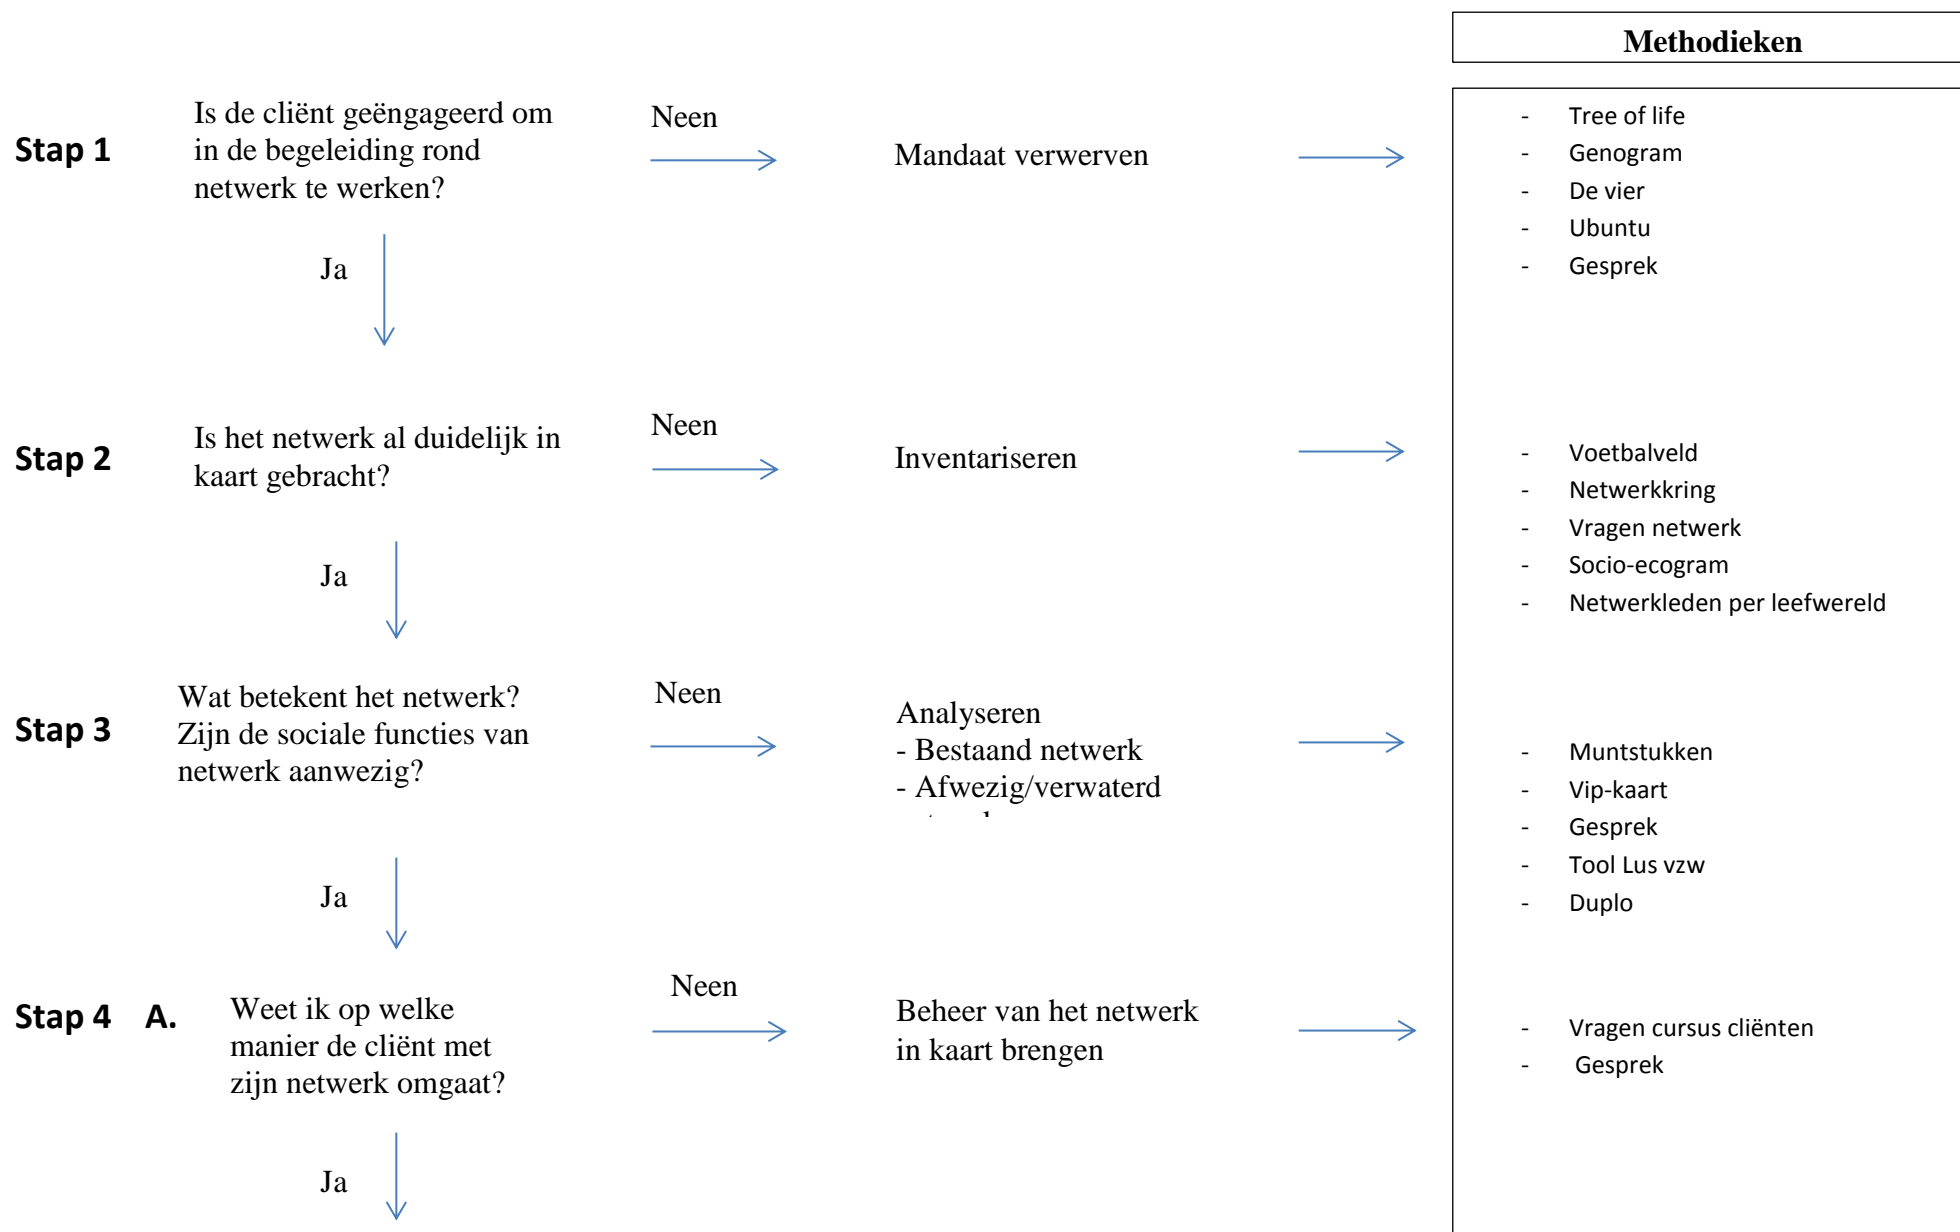 Methodieken
Stap 1
Is de cliënt geëngageerd om
in de begeleiding rond
netwerk te werken?
Neen
Mandaat verwerven
- Tree of life
- Genogram
- De vier
- Ubuntu
- Gesprek
Ja
Stap 2
Is het netwerk al duidelijk in
kaart gebracht?
Neen
Inventariseren
- Voetbalveld
- Netwerkkring
- Vragen netwerk
- Socio-ecogram
- Netwerkleden per leefwereld
Ja
Stap 3
Wat betekent het netwerk?
Zijn de sociale functies van
netwerk aanwezig?
Neen
Analyseren
- Bestaand netwerk
- Afwezig/verwaterd
- Muntstukken
- Vip-kaart
- Gesprek
- Tool Lus vzw
- Duplo
Ja
Stap 4 A.
Weet ik op welke
manier de cliënt met
zijn netwerk omgaat?
Neen
Beheer van het netwerk
in kaart brengen
- Vragen cursus cliënten
- Gesprek
Ja